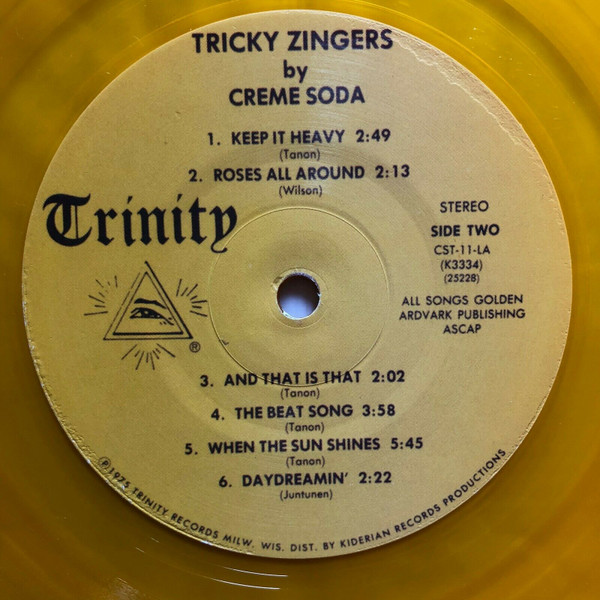 TRICKY ZINGERS
by
CREME SODA
1. KEEP IT HEAVY 2:49
(Tanon)
2. ROSES ALL AROUND 2:13
(Wilson)
Trinity
®
STEREO
SIDE TWO
CST-11-LA
(K3334)
(25228)
ALL SONGS GOLDEN
ARDVARK PUBLISHING
ASCAP
3. AND THAT IS THAT 2:02
(Tanon)
4. THE BEAT SONG 3:58
(Tanon)
5. WHEN THE SUN SHINES 5:45
(Tanon)
6. DAYDREAMIN' 2:22
(Juntunen)
℗1975 TRINITY RECORDS MILW. WIS. DIST. BY KIDERIAN RECORDS PRODUCTIONS